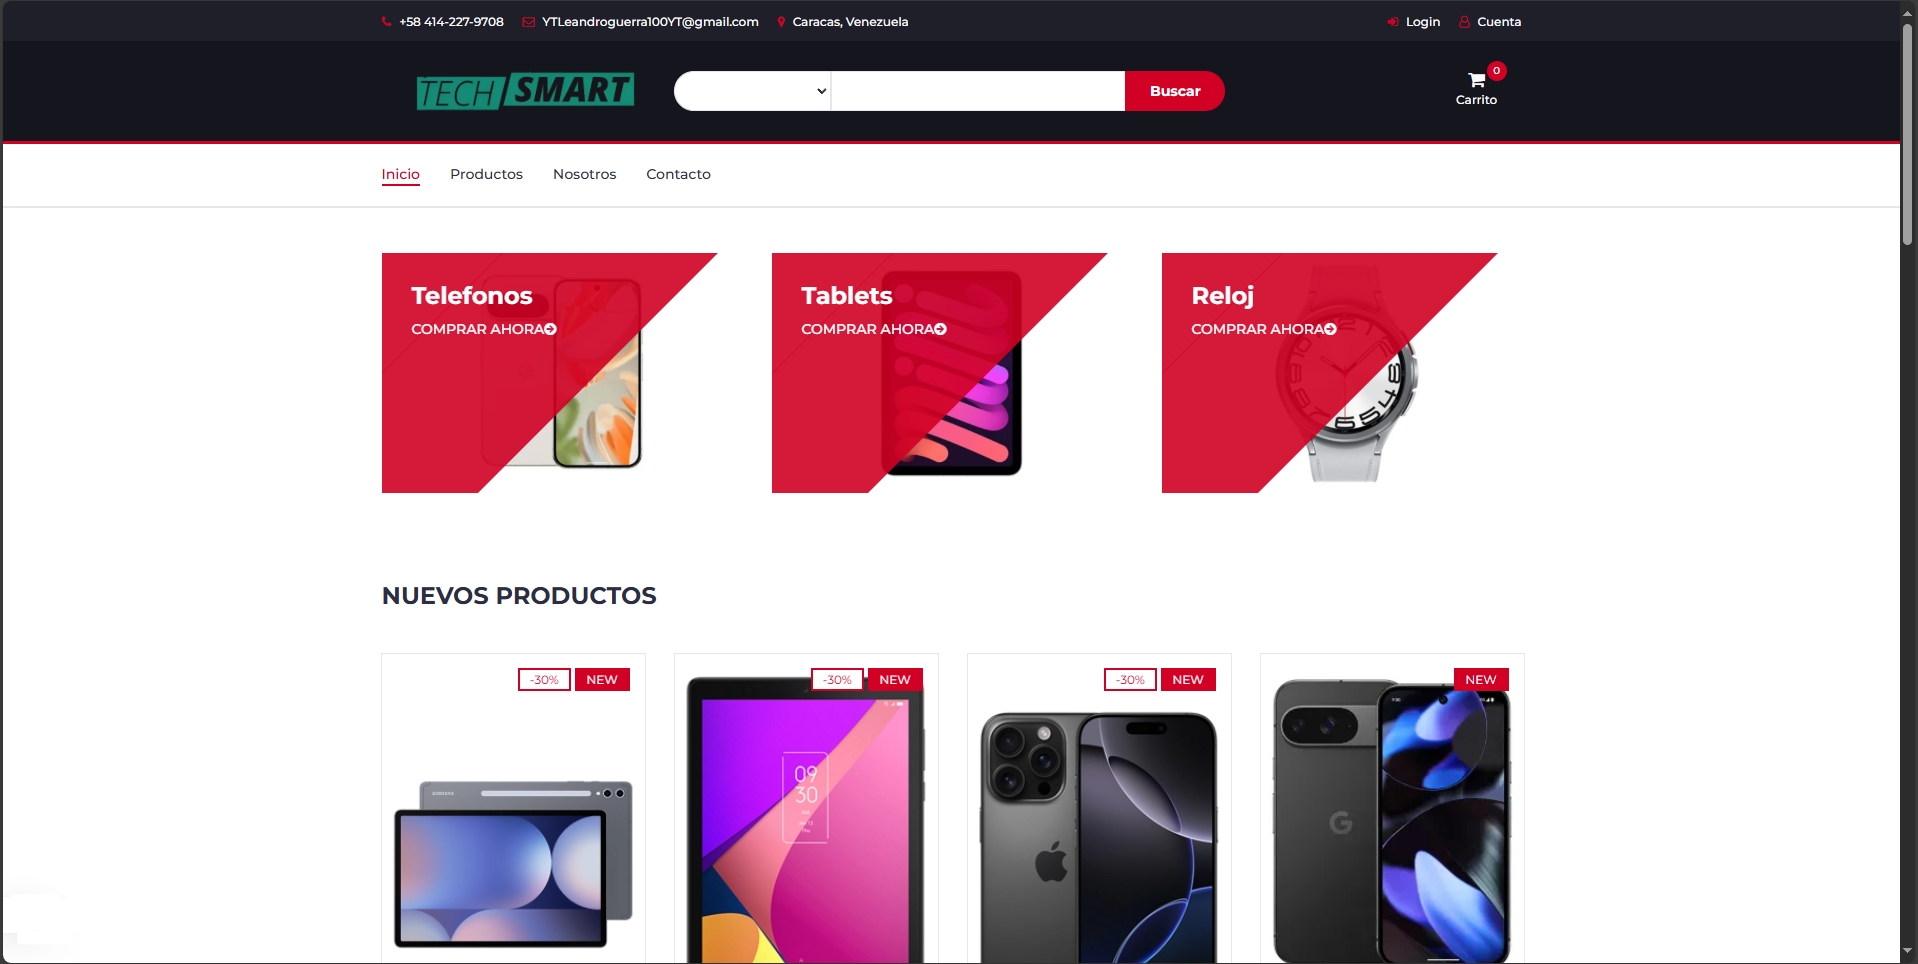 +58 414-227-9708 YTLeandroguerra100YT@gmail.com Caracas, Venezuela Login Cuenta
TECH SMART Buscar 0
Carrito
Inicio Productos Nosotros Contacto
Telefonos
COMPRAR AHORA
Tablets
COMPRAR AHORA
Reloj
COMPRAR AHORA
NUEVOS PRODUCTOS
-30% NEW
SAMSUNG
-30% NEW
09
30
-30% NEW
NEW
G